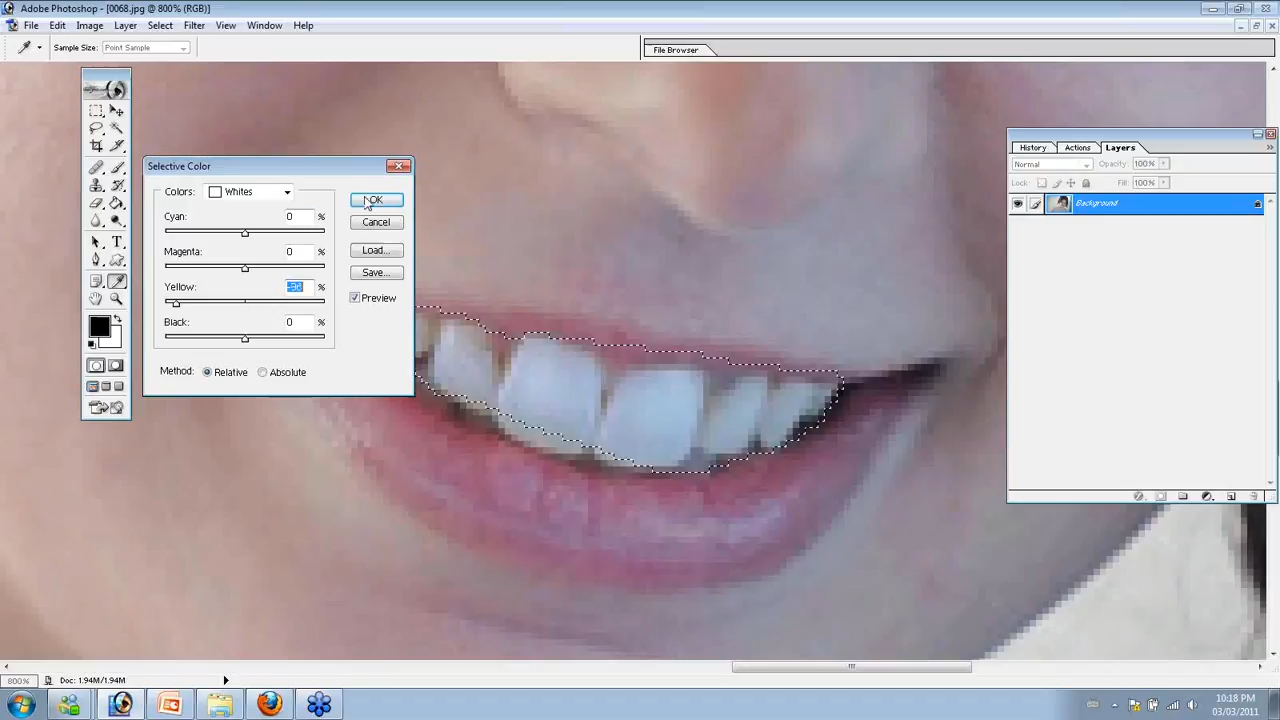 Adobe Photoshop - [0068.jpg @ 800% (RGB)]
File Edit Image Layer Select Filter View Window Help
Sample Size: Point Sample
File Browser
Selective Color
Colors: Whites
OK
Cyan: 0 %
Cancel
Magenta: 0 %
Load...
Save...
Yellow: %
Preview
Black: 0 %
Method: Relative Absolute
History Actions Layers
Normal Opacity: 100%
Lock: Fill: 100%
Background
800% Doc: 1.94M/1.94M
10:18 PM
03/03/2011